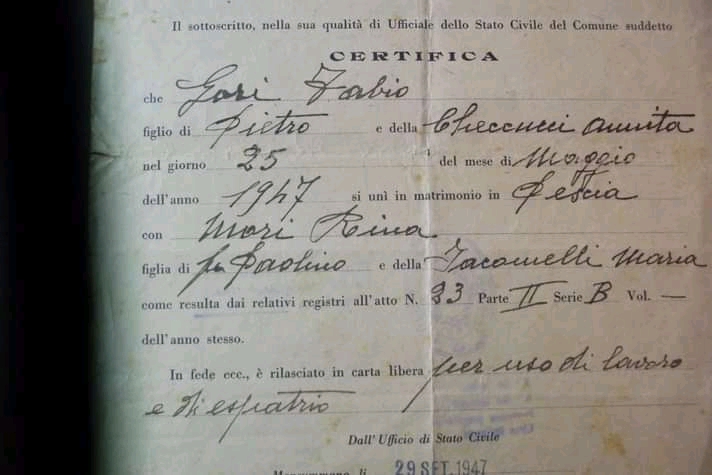 Il sottoscritto, nella sua qualità di Ufficiale dello Stato Civile del Comune suddetto
CERTIFICA
che Gori Fabio
figlio di Pietro e della Checcucci Annita
nel giorno 25 del mese di Maggio
dell'anno 1947 si unì in matrimonio in Pescia
con Mori Rina
figlia di fu Paolino e della Iacomelli Maria
come resulta dai relativi registri all'atto N. 23 Parte II Serie B Vol. —
dell'anno stesso.
In fede ecc., è rilasciato in carta libera per uso di lavoro
e di espatrio
Dall'Ufficio di Stato Civile
Monsummano li 29 SET. 1947